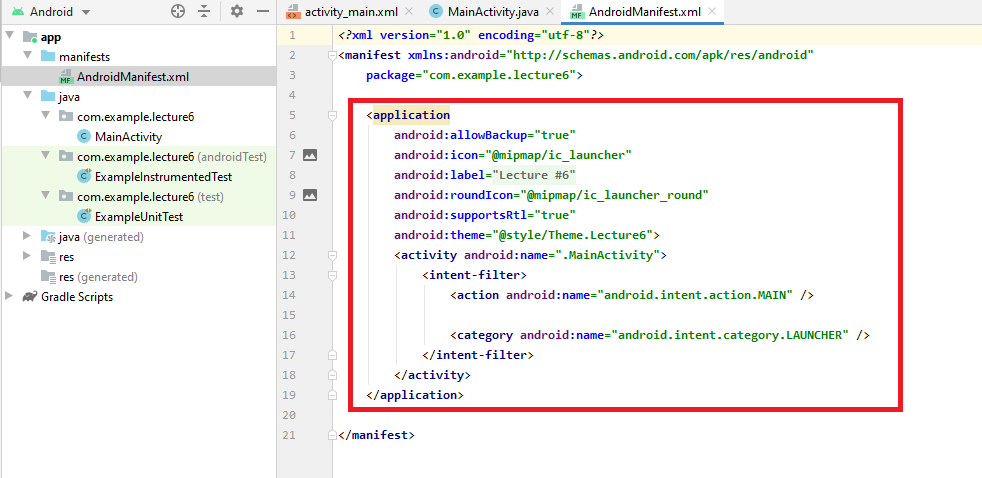 Android
activity_main.xml
MainActivity.java
AndroidManifest.xml
app
manifests
AndroidManifest.xml
java
com.example.lecture6
MainActivity
com.example.lecture6 (androidTest)
ExampleInstrumentedTest
com.example.lecture6 (test)
ExampleUnitTest
java (generated)
res
res (generated)
Gradle Scripts
1 <?xml version="1.0" encoding="utf-8"?>
2 <manifest xmlns:android="http://schemas.android.com/apk/res/android"
3     package="com.example.lecture6">
4
5     <application
6         android:allowBackup="true"
7         android:icon="@mipmap/ic_launcher"
8         android:label="Lecture #6"
9         android:roundIcon="@mipmap/ic_launcher_round"
10         android:supportsRtl="true"
11         android:theme="@style/Theme.Lecture6">
12         <activity android:name=".MainActivity">
13             <intent-filter>
14                 <action android:name="android.intent.action.MAIN" />
15
16                 <category android:name="android.intent.category.LAUNCHER" />
17             </intent-filter>
18         </activity>
19     </application>
20
21 </manifest>